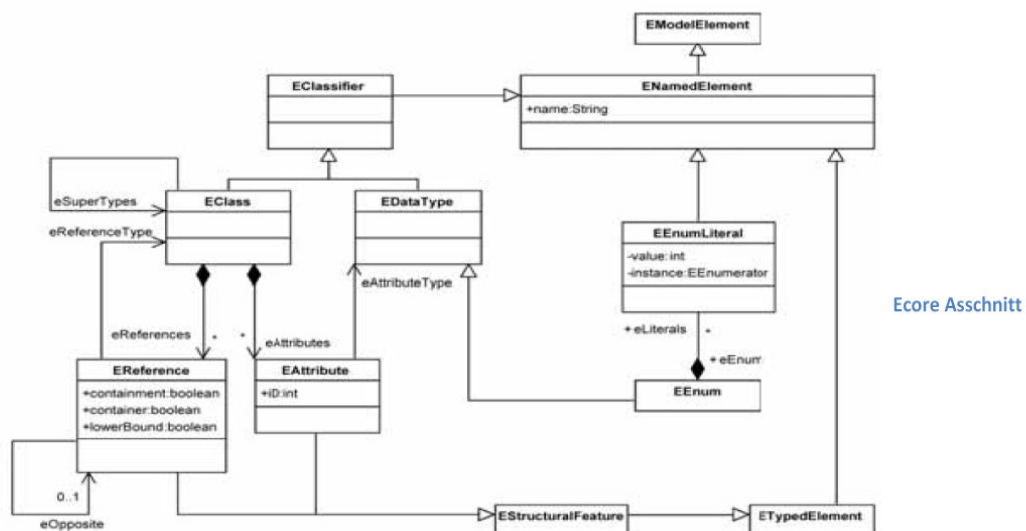 EModelElement
EClassifier
ENamedElement
+name:String
eSuperTypes
EClass
EDataType
eReferenceType
EEnumLiteral
-value:int
-instance:EEnumerator
eAttributeType
Ecore Asschnitt
eReferences
*
*
eAttributes
+ eLiterals
*
+ eEnum
EReference
+containment:boolean
+container:boolean
+lowerBound:boolean
EAttribute
+iD:int
EEnum
0..1
eOpposite
EStructuralFeature
ETypedElement